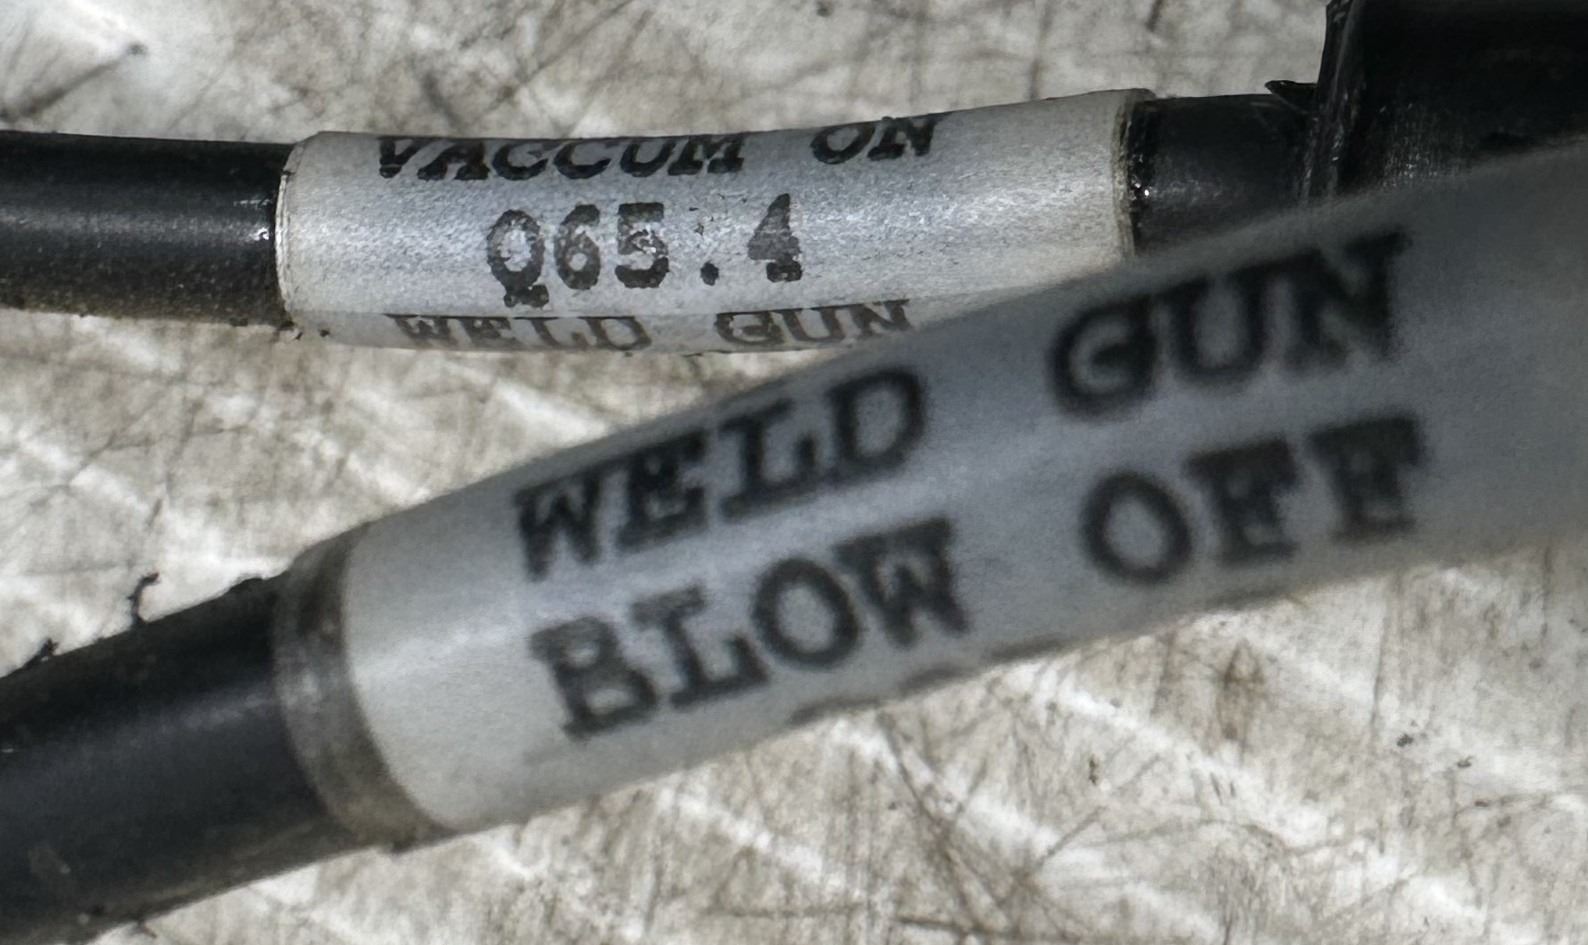 VACCUM ON
Q65.4
WELD GUN
WELD GUN
BLOW OFF